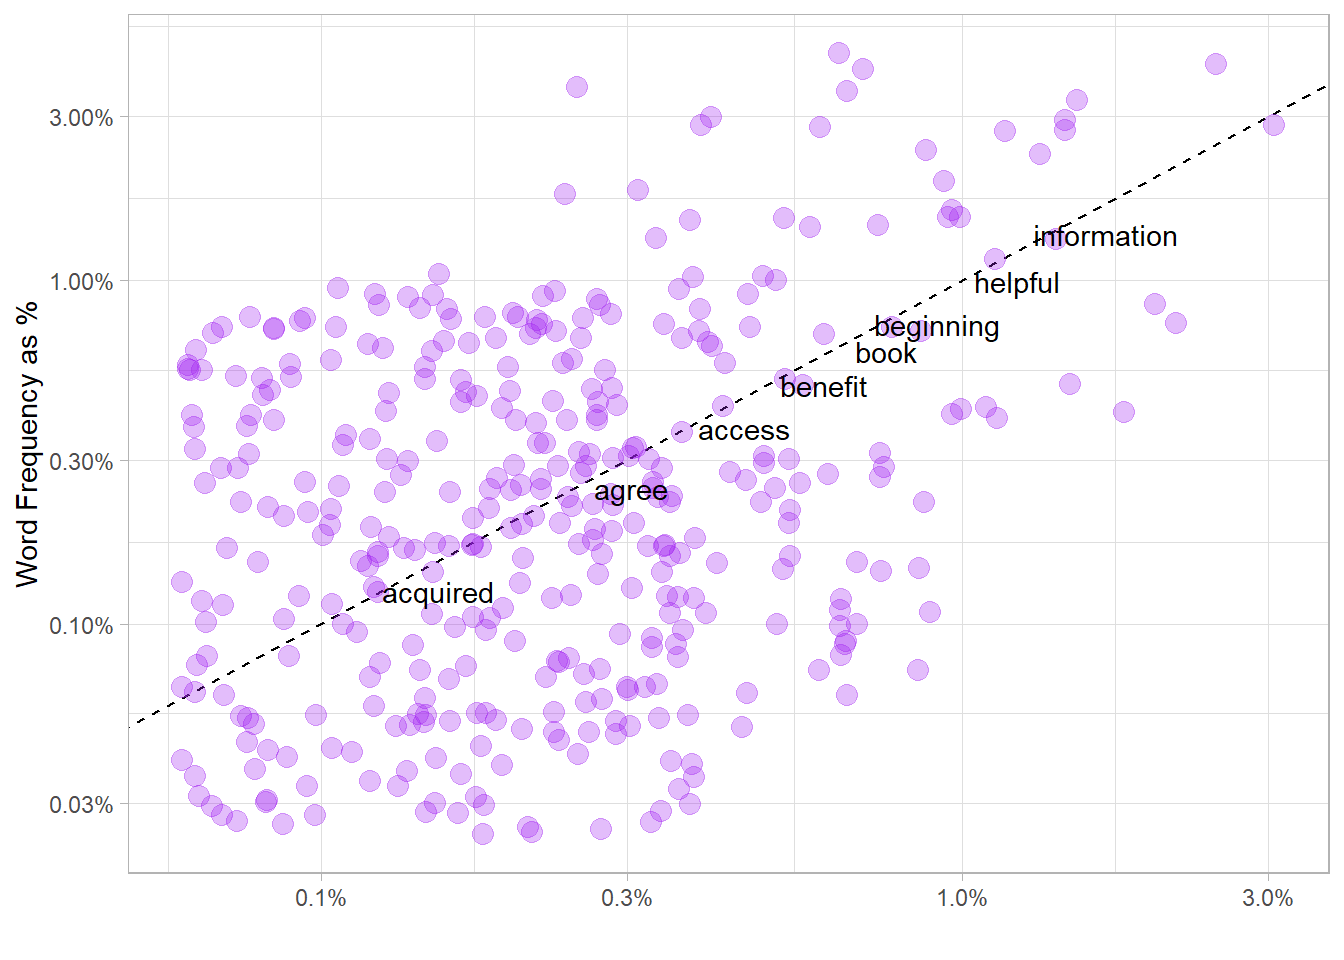 Word Frequency as %
3.00%
1.00%
0.30%
0.10%
0.03%
information
helpful
beginning
book
benefit
access
agree
acquired
0.1%
0.3%
1.0%
3.0%